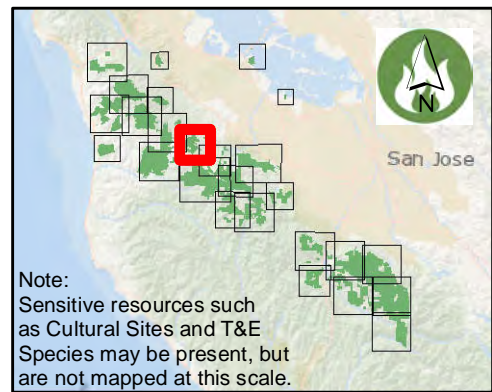 N
San Jose
Note:
Sensitive resources such
as Cultural Sites and T&E
Species may be present, but
are not mapped at this scale.